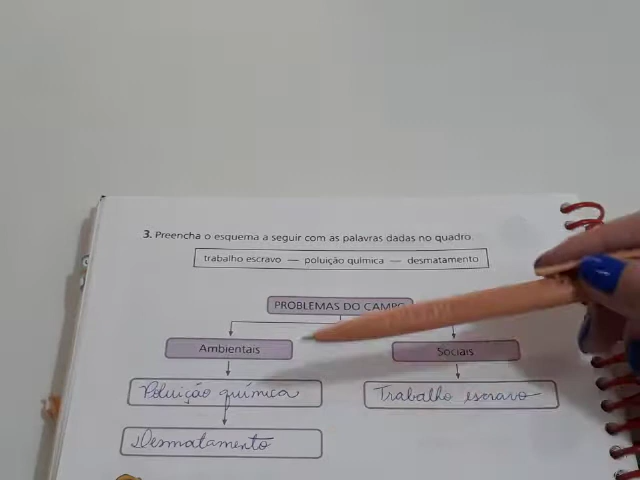 3. Preencha o esquema a seguir com as palavras dadas no quadro.
trabalho escravo — poluição química — desmatamento
PROBLEMAS DO CAMPO
Ambientais
Sociais
Poluição química
Trabalho escravo
Desmatamento